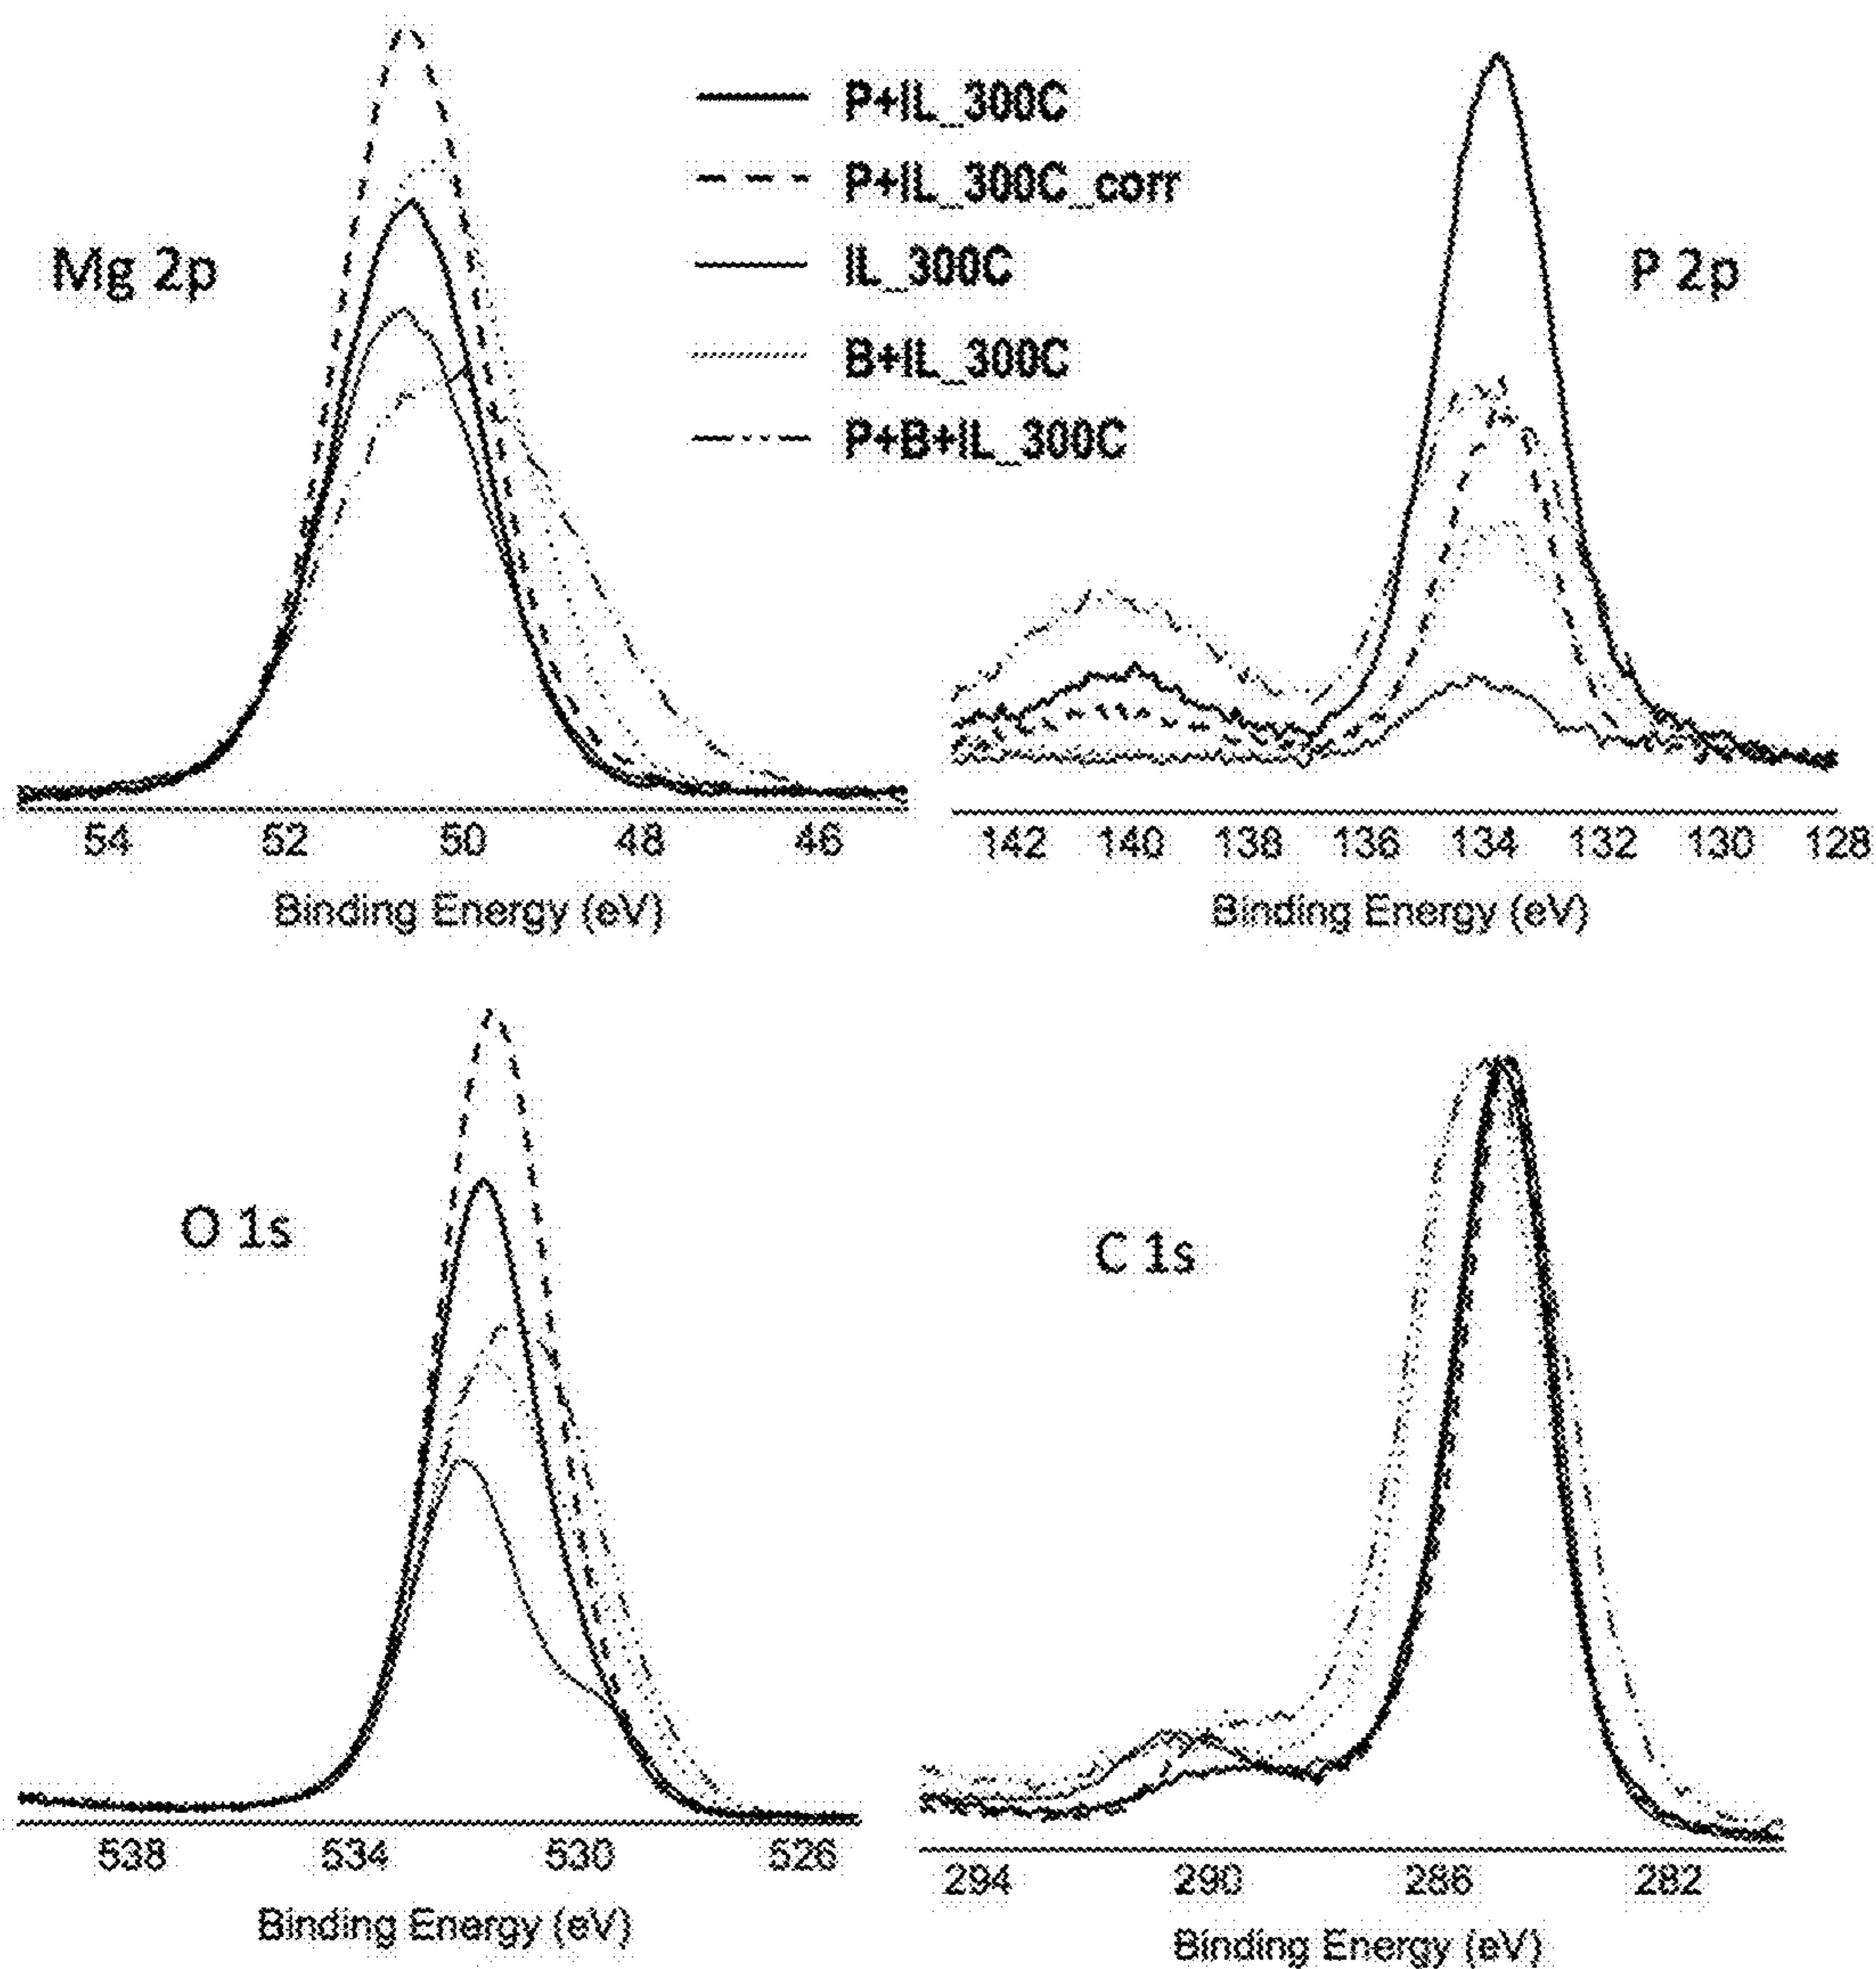 Mg 2p
P+IL_300C
P+IL_300C_corr
IL_300C
B+IL_300C
P+B+IL_300C
54 52 50 48 46
Binding Energy (eV)
P 2p
142 140 138 136 134 132 130 128
Binding Energy (eV)
O 1s
538 534 530 526
Binding Energy (eV)
C 1s
294 290 286 282
Binding Energy (eV)